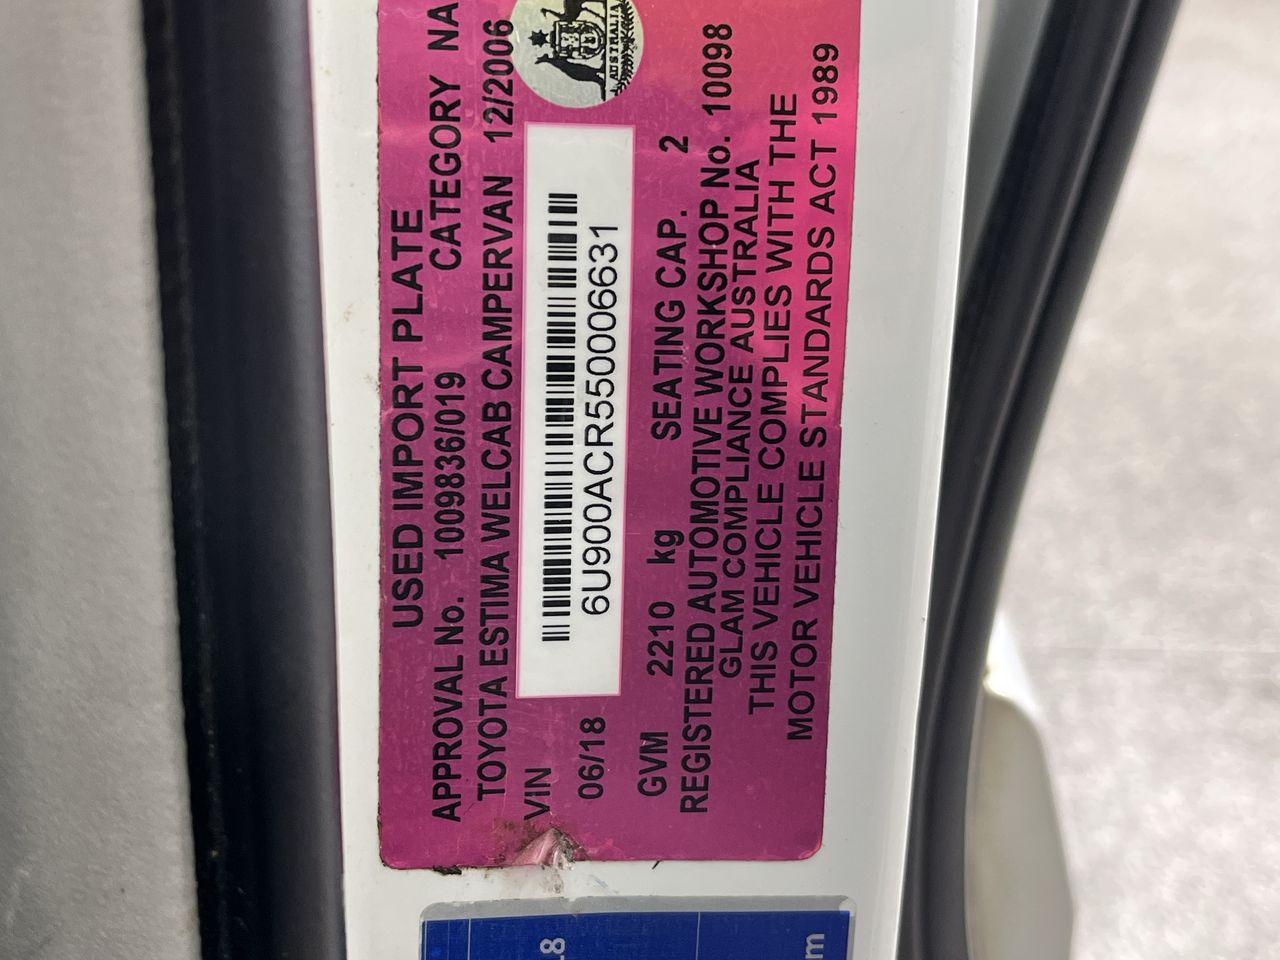 USED IMPORT PLATE
APPROVAL No. 1009836/019 CATEGORY NA
TOYOTA ESTIMA WELCAB CAMPERVAN 12/2006
AUSTRALIA
VIN
6U900ACR550006631
06/18
GVM 2210 kg SEATING CAP. 2
REGISTERED AUTOMOTIVE WORKSHOP No. 10098
GLAM COMPLIANCE AUSTRALIA
THIS VEHICLE COMPLIES WITH THE
MOTOR VEHICLE STANDARDS ACT 1989